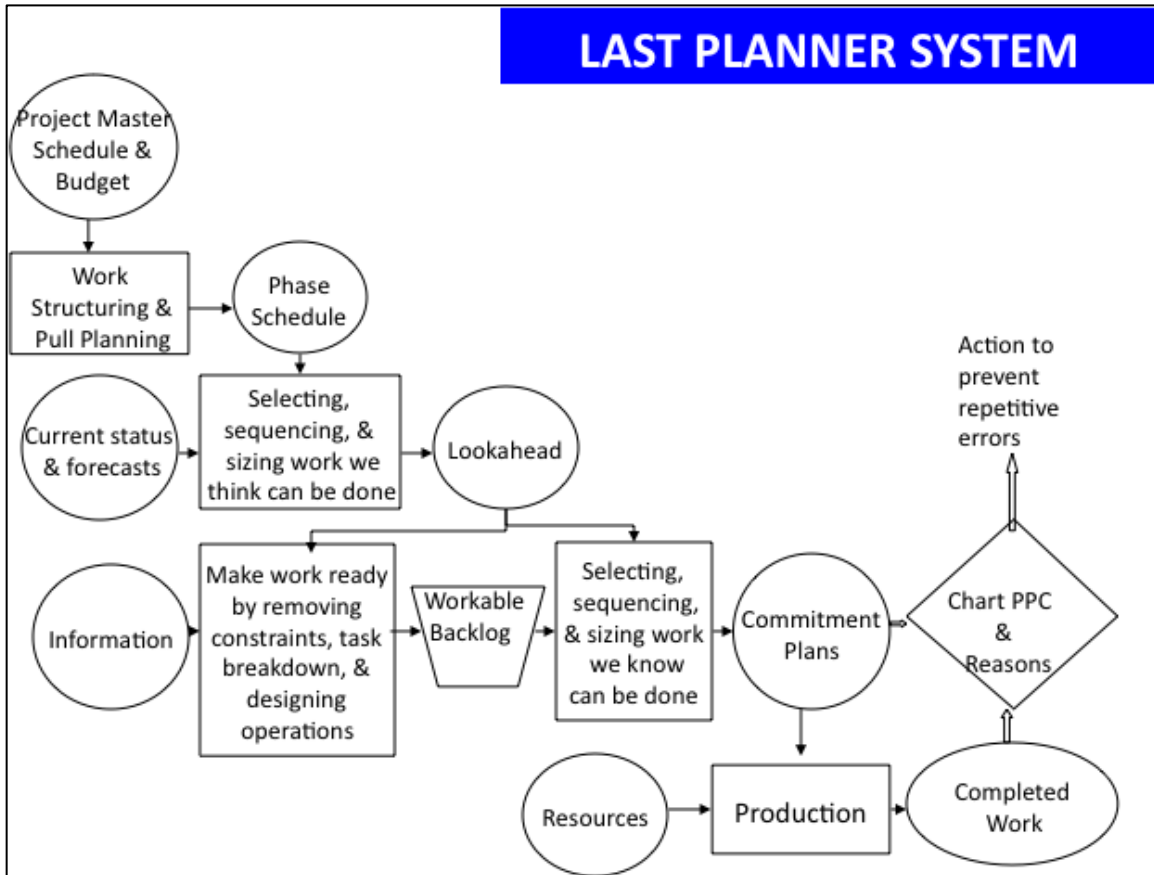 LAST PLANNER SYSTEM
Project Master
Schedule &
Budget
Work
Structuring &
Pull Planning
Phase
Schedule
Action to
prevent
repetitive
errors
Current status
& forecasts
Selecting,
sequencing, &
sizing work we
think can be done
Lookahead
Information
Make work ready
by removing
constraints, task
breakdown, &
designing
operations
Workable
Backlog
Selecting,
sequencing,
& sizing work
we know
can be done
Commitment
Plans
Chart PPC
&
Reasons
Resources
Production
Completed
Work